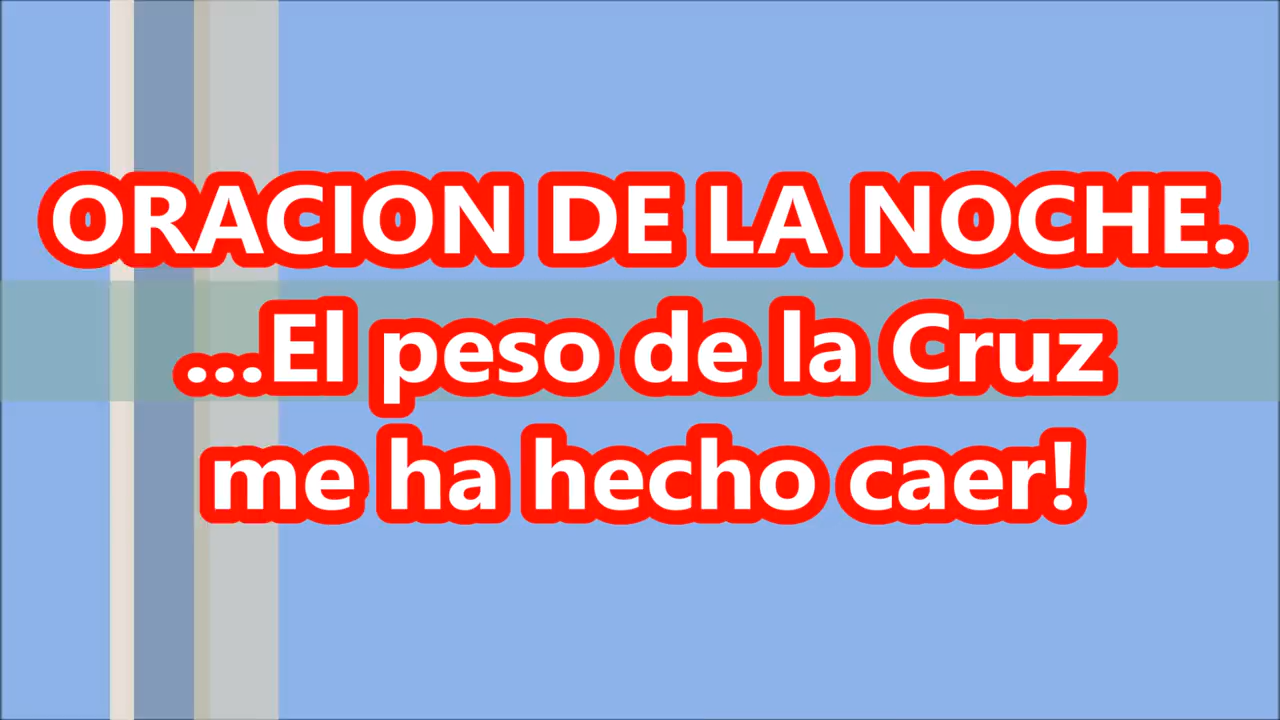 ORACION DE LA NOCHE.
...El peso de la Cruz
me ha hecho caer!